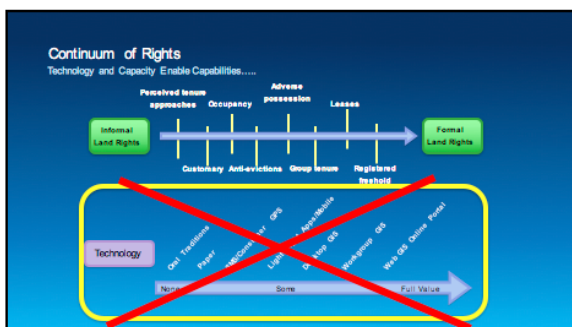 Continuum of Rights
Technology and Capacity Enable Capabilities.....
Perceived tenure
approaches
Occupancy
Adverse
possession
Leases
Informal
Land Rights
Formal
Land Rights
Customary
Anti-evictions
Group tenure
Registered
freehold
Technology
Oral Traditions
Paper
GPS
Apps/Mobile
Desktop GIS
Workgroup GIS
Web GIS Online Portal
None
Some
Full Value